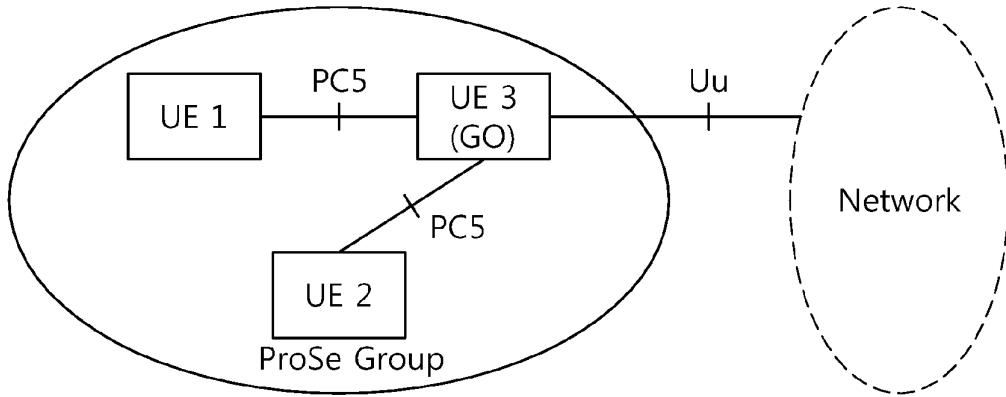 PC5
Uu
UE 1
UE 3
(GO)
Network
PC5
UE 2
ProSe Group